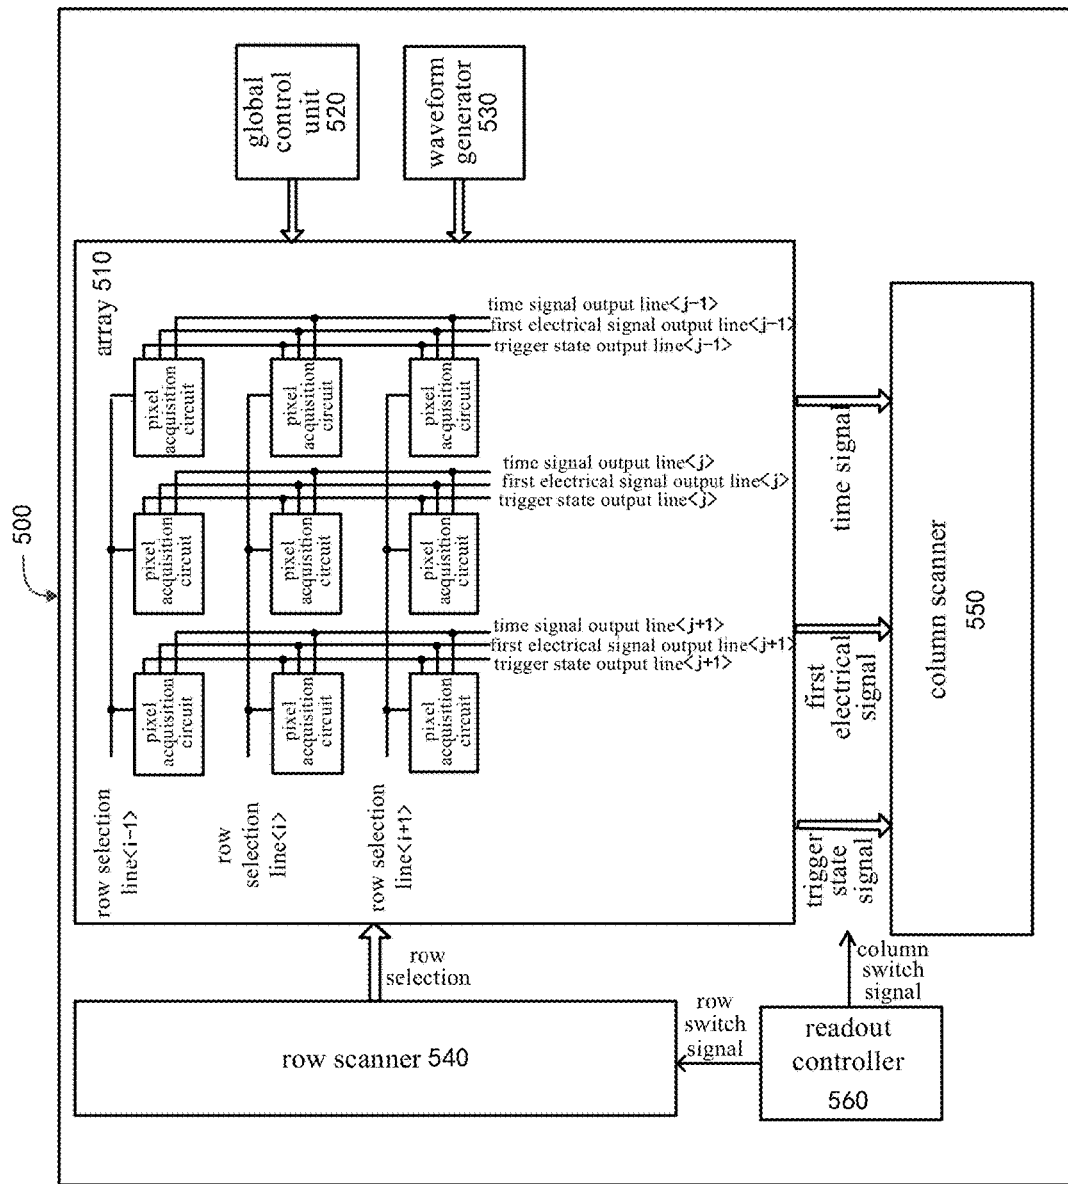 500
global
control
unit
520
waveform
generator
530
array 510
time signal output line<j-1>
first electrical signal output line<j-1>
trigger state output line<j-1>
pixel
acquisition
circuit
pixel
acquisition
circuit
pixel
acquisition
circuit
time signal output line<j>
first electrical signal output line<j>
trigger state output line<j>
pixel
acquisition
circuit
pixel
acquisition
circuit
pixel
acquisition
circuit
time signal output line<j+1>
first electrical signal output line<j+1>
trigger state output line<j+1>
pixel
acquisition
circuit
pixel
acquisition
circuit
pixel
acquisition
circuit
row selection
line<i-1>
row
selection
line<i>
row selection
line<i+1>
time signal
first
electrical
signal
trigger
state
signal
column scanner
550
row
selection
row scanner 540
row
switch
signal
column
switch
signal
readout
controller
560